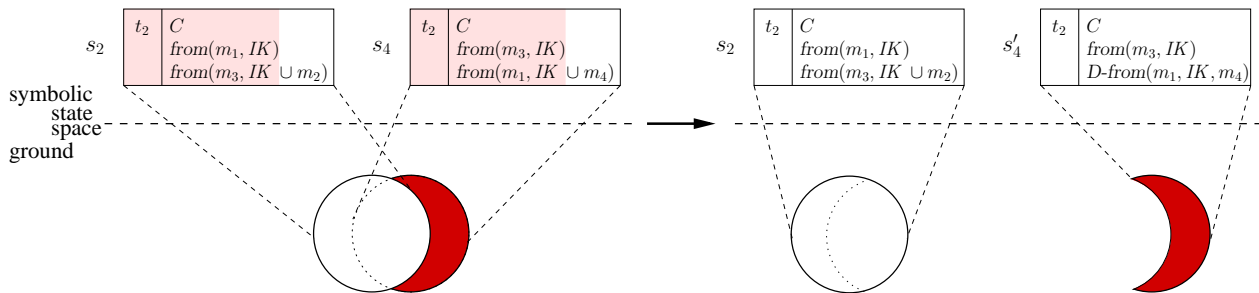 s₂ t₂ C
from(m₁, IK)
from(m₃, IK ∪ m₂)
s₄ t₂ C
from(m₃, IK)
from(m₁, IK ∪ m₄)
s₂ t₂ C
from(m₁, IK)
from(m₃, IK ∪ m₂)
s′₄ t₂ C
from(m₃, IK)
D-from(m₁, IK, m₄)
symbolic
state
space
ground